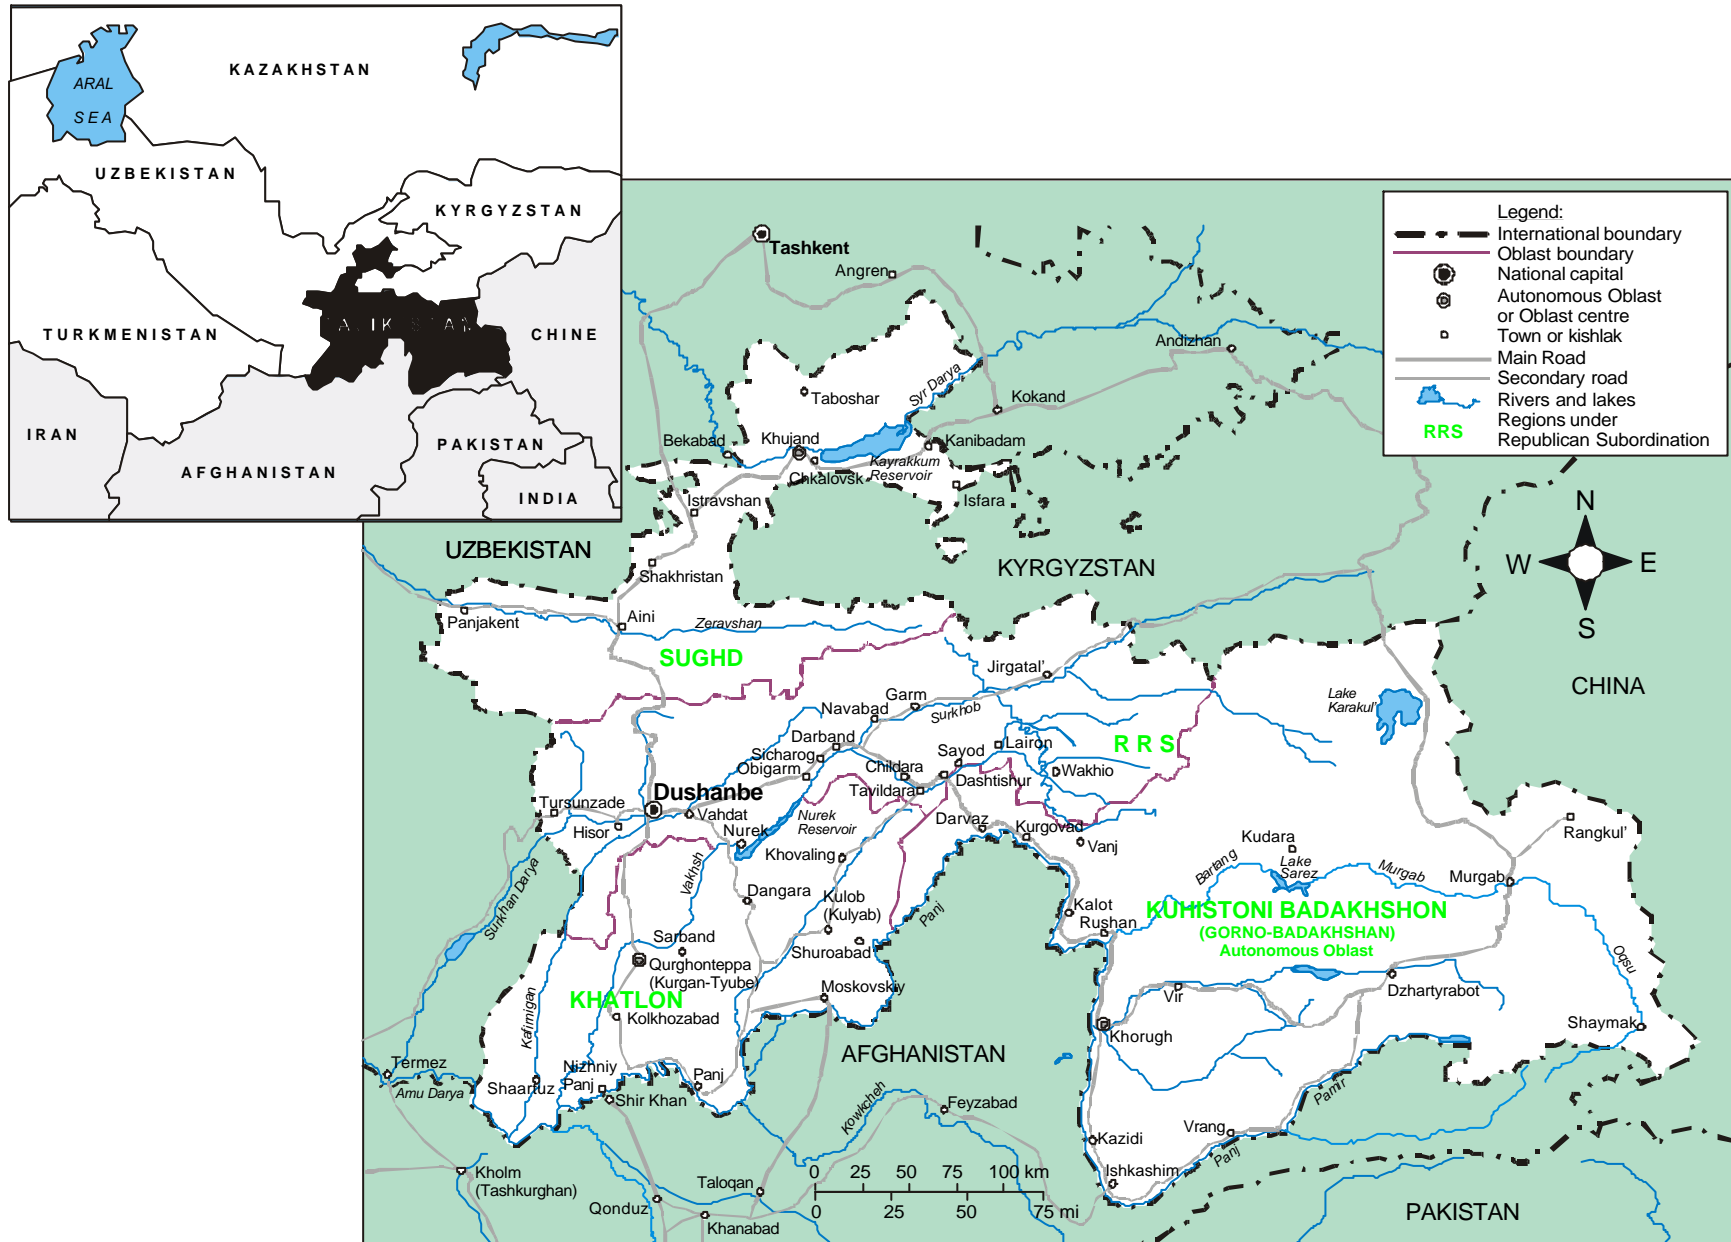 KAZAKHSTAN
ARAL
SEA
UZBEKISTAN
KYRGYZSTAN
TURKMENISTAN
TAJIKISTAN
CHINE
IRAN
AFGHANISTAN
PAKISTAN
INDIA
Legend:
International boundary
Oblast boundary
National capital
Autonomous Oblast
or Oblast centre
Town or kishlak
Main Road
Secondary road
Rivers and lakes
RRS
Regions under
Republican Subordination
N
W
E
S
Tashkent
Angren
Andizhan
Taboshar
Syr Darya
Kokand
Bekabad
Khujand
Kanibadam
Chkalovsk
Kayrakkum
Reservoir
Isfara
Istravshan
UZBEKISTAN
KYRGYZSTAN
Shakhristan
Panjakent
Aini
Zeravshan
SUGHD
Jirgatal'
CHINA
Lake
Karakul'
Garm
Navabad
Surkhob
Darband
Sicharog
Obigarm
Sayod
Lairon
RRS
Childara
Dashtishur
Wakhio
Tavildara
Dushanbe
Tursunzade
Vahdat
Hisor
Nurek
Nurek
Reservoir
Darvaz
Kurgovad
Vanj
Khovaling
Kudara
Rangkul'
Lake
Sarez
Bartang
Murgab
Murgab
Surkhan Darya
Vakhsh
Dangara
Kulob
(Kulyab)
Panj
Kalot
Rushan
KUHISTONI BADAKHSHON
(GORNO-BADAKHSHAN)
Autonomous Oblast
Oqsu
Sarband
Shuroabad
Qurghonteppa
(Kurgan-Tyube)
KHATLON
Moskovskiy
Vir
Dzhartyrabot
Kolkhozabad
Kafirnigan
Khorugh
Shaymak
AFGHANISTAN
Termez
Amu Darya
Nizhniy
Panj
Shaartuz
Panj
Shir Khan
Kowkcheh
Feyzabad
Pamir
Vrang
Panj
Kazidi
Ishkashim
Kholm
(Tashkurghan)
Taloqan
Qonduz
Khanabad
0 25 50 75 100 km
0 25 50 75 mi
PAKISTAN